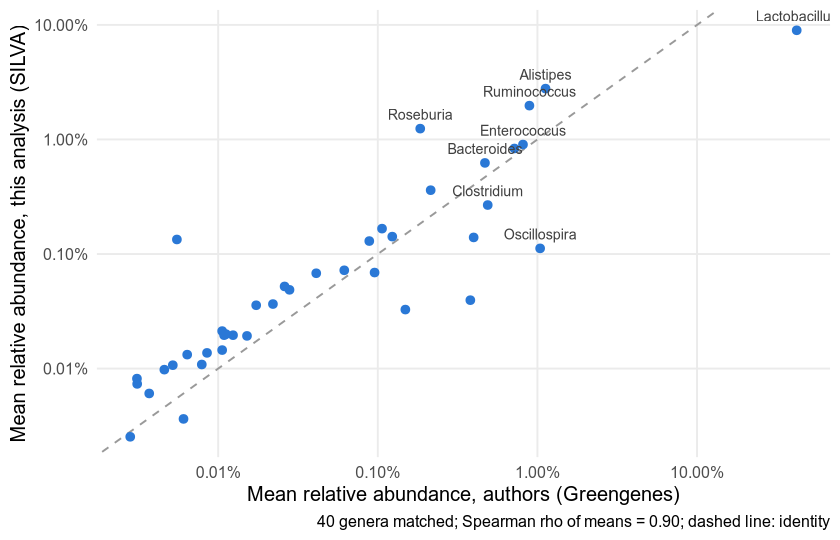 10.00%
1.00%
0.10%
0.01%
Mean relative abundance, this analysis (SILVA)
Lactobacillu
Alistipes
Ruminococcus
Roseburia
Enterococcus
Bacteroides
Clostridium
Oscillospira
0.01%
0.10%
1.00%
10.00%
Mean relative abundance, authors (Greengenes)
40 genera matched; Spearman rho of means = 0.90; dashed line: identity